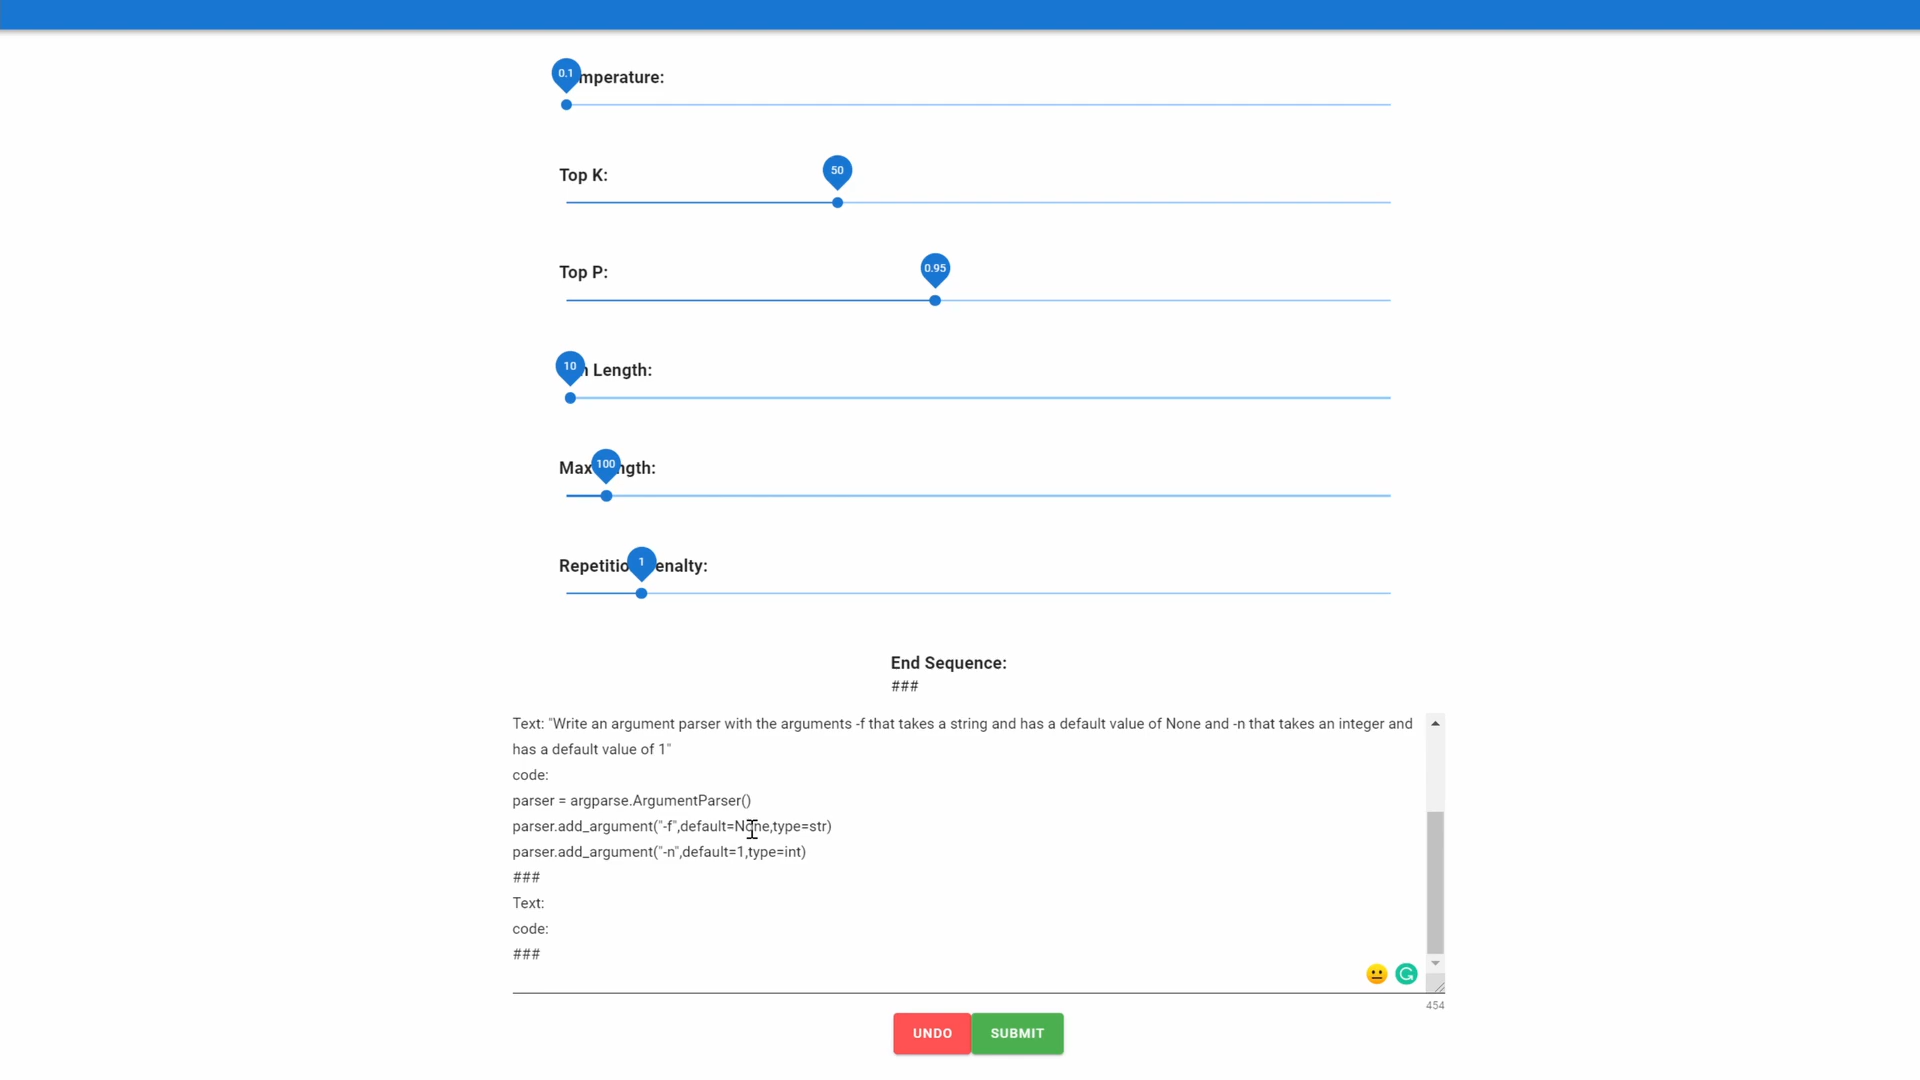 0.1
mperature:
50
Top K:
0.95
Top P:
10
Length:
100
Max ngth:
1
Repetitio enalty:
End Sequence:
###
Text: "Write an argument parser with the arguments -f that takes a string and has a default value of None and -n that takes an integer and
has a default value of 1"
code:
parser = argparse.ArgumentParser()
parser.add_argument("-f",default=None,type=str)
parser.add_argument("-n",default=1,type=int)
###
Text:
code:
###
454
UNDO SUBMIT